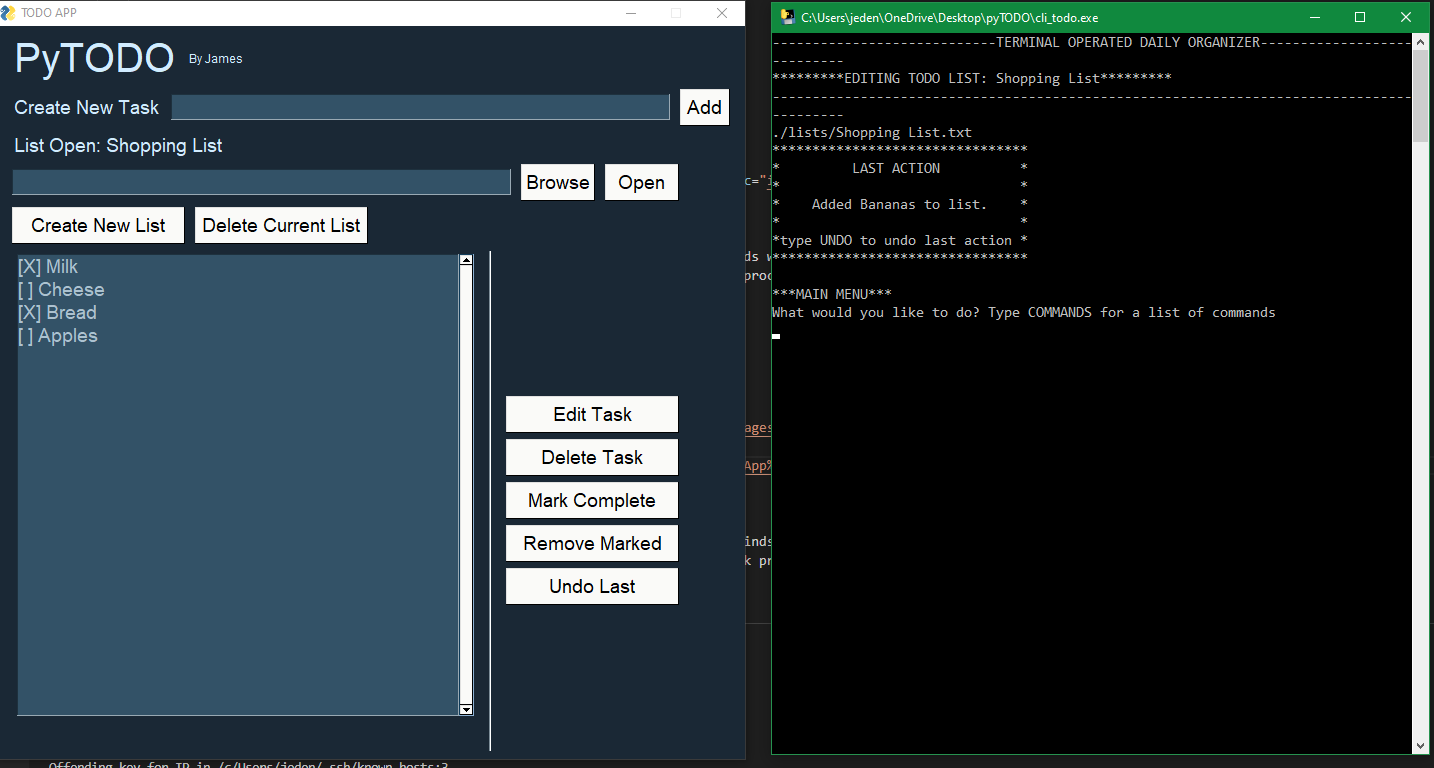 TODO APP
PyTODO By James
Create New Task Add
List Open: Shopping List
Browse Open
Create New List Delete Current List
[X] Milk
[ ] Cheese
[X] Bread
[ ] Apples
Edit Task
Delete Task
Mark Complete
Remove Marked
Undo Last
C:\Users\jeden\OneDrive\Desktop\pyTODO\cli_todo.exe
----------------------------TERMINAL OPERATED DAILY ORGANIZER-------------------
---------
*********EDITING TODO LIST: Shopping List*********
--------------------------------------------------------------------------------
---------
./lists/Shopping List.txt
********************************
* LAST ACTION *
* *
* Added Bananas to list. *
* *
*type UNDO to undo last action *
********************************
***MAIN MENU***
What would you like to do? Type COMMANDS for a list of commands